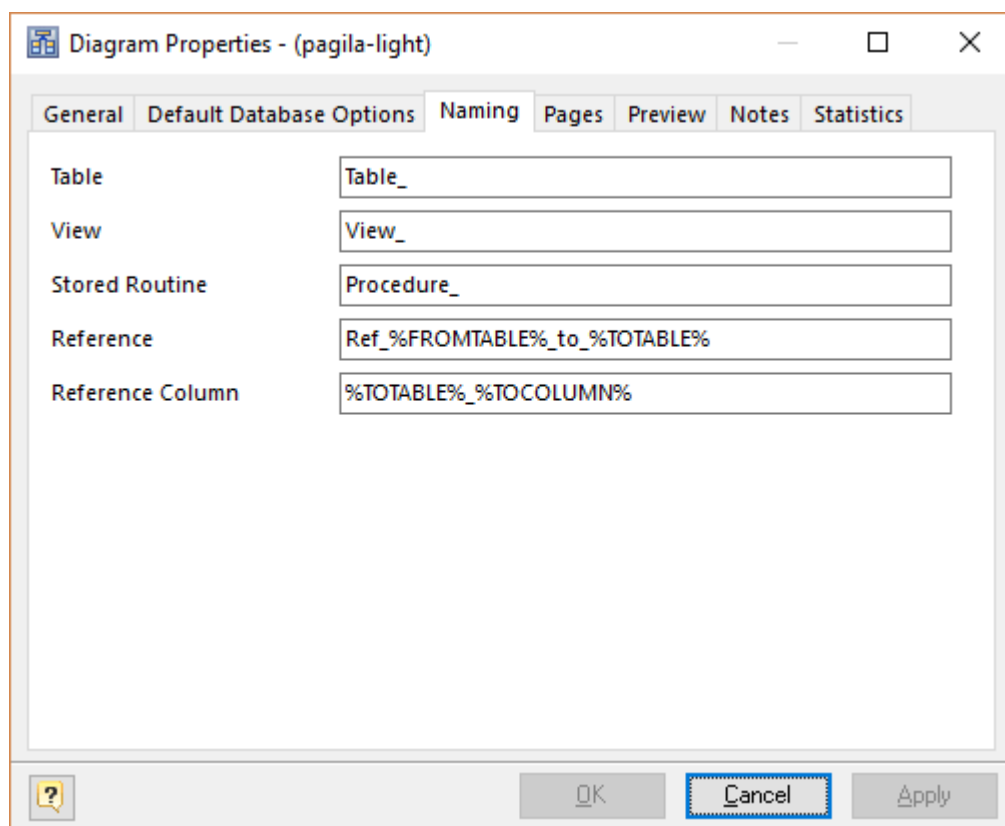 Diagram Properties - (pagila-light)
General Default Database Options Naming Pages Preview Notes Statistics
Table Table_
View View_
Stored Routine Procedure_
Reference Ref_%FROMTABLE%_to_%TOTABLE%
Reference Column %TOTABLE%_%TOCOLUMN%
? OK Cancel Apply